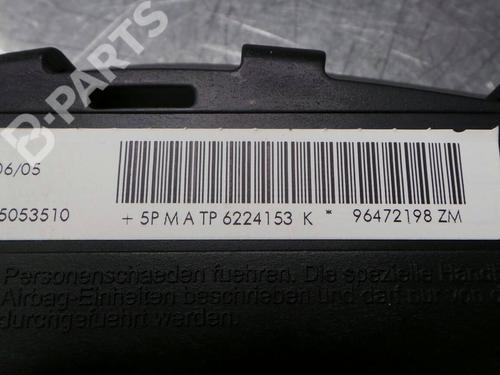 B-PARTS
06/05
5053510
+ 5P M A TP 6224153 K * 96472198 ZM
Personenschaeden fuehren. Die spezielle Hand
Airbag-Einheiten beschrieben und darf nur von
durchgefuehrt werden.